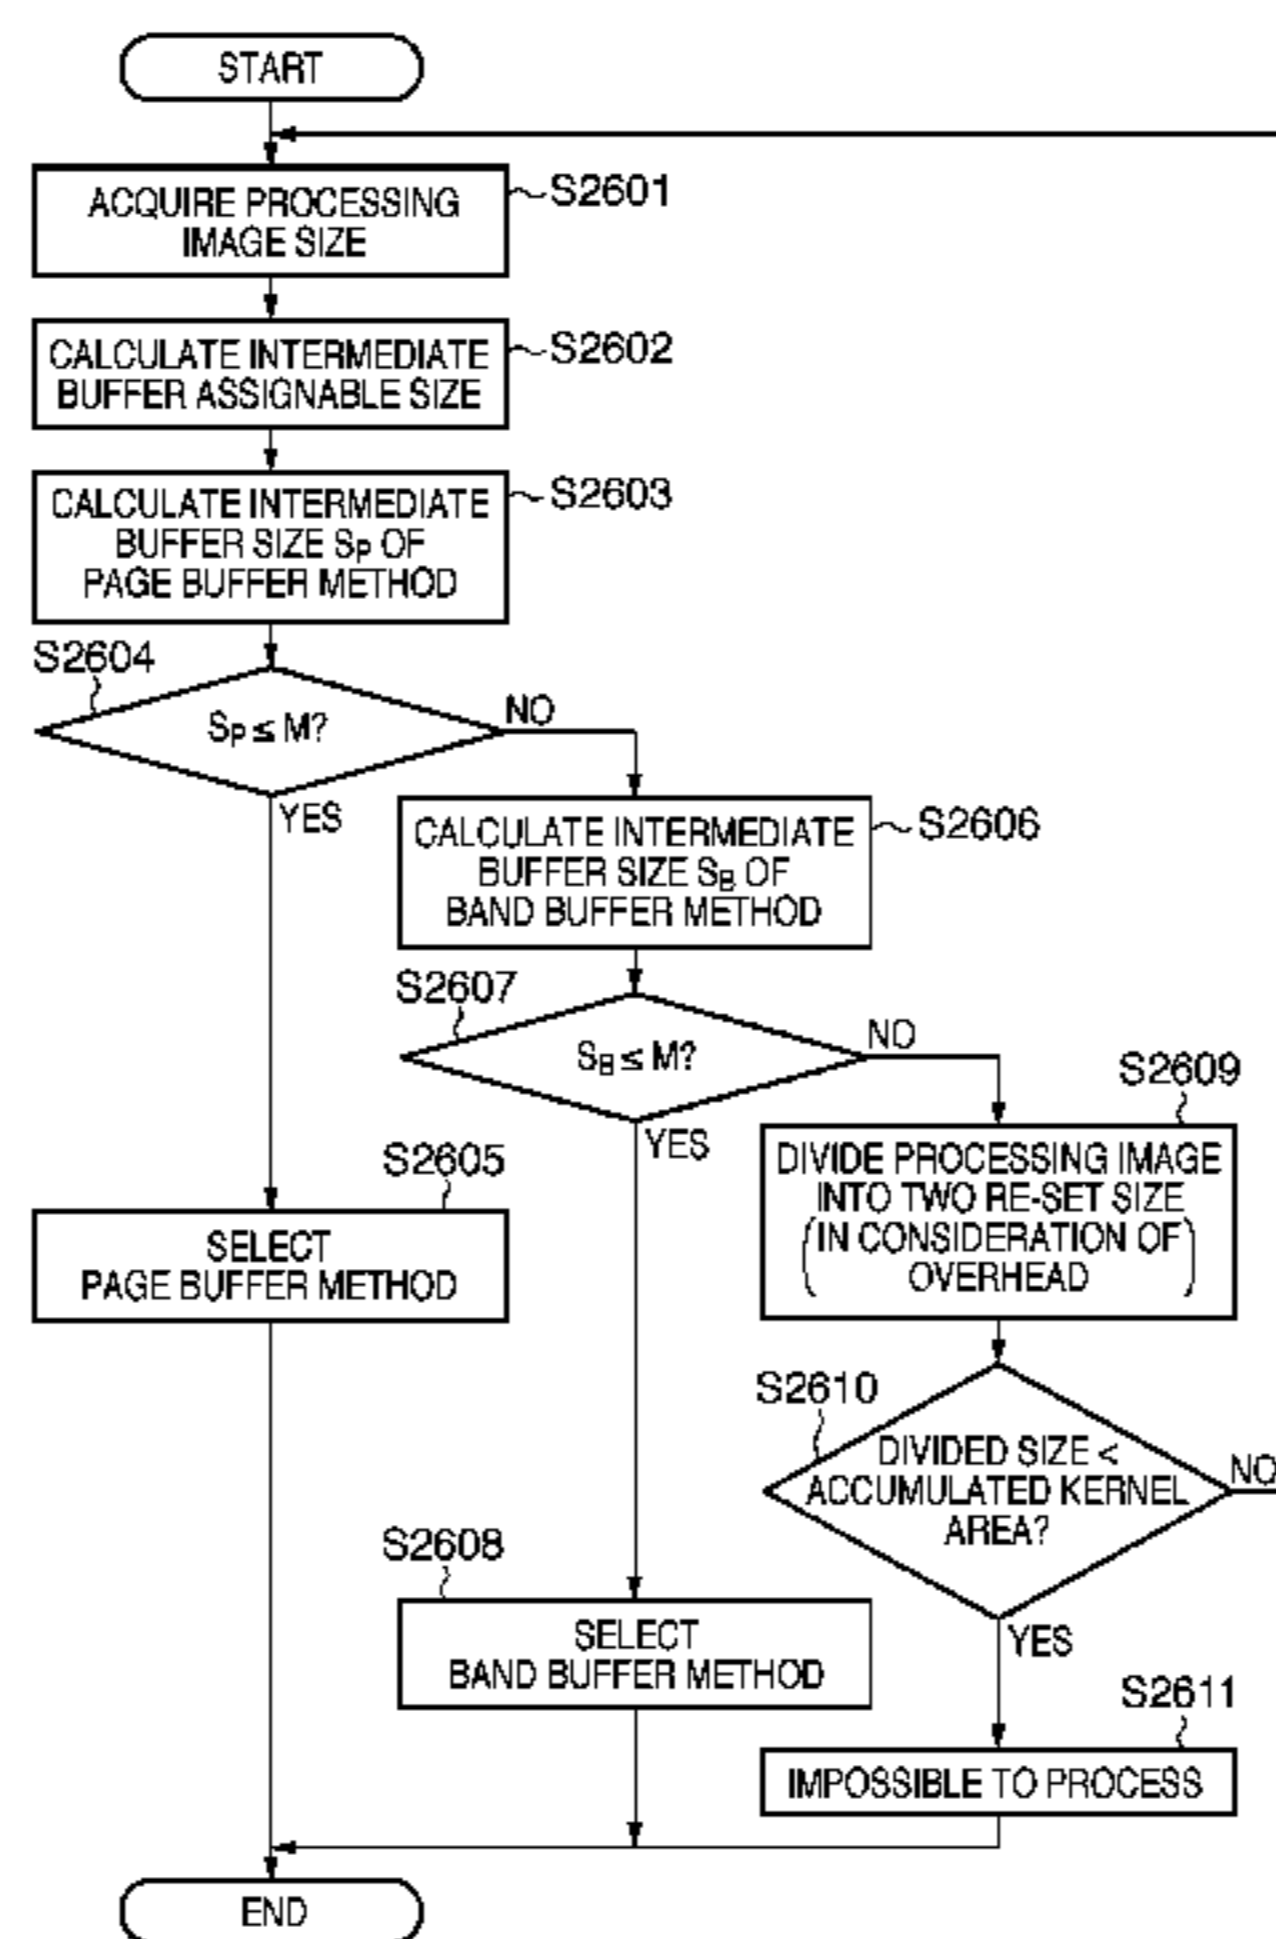 START
ACQUIRE PROCESSING
IMAGE SIZE
S2601
CALCULATE INTERMEDIATE
BUFFER ASSIGNABLE SIZE
S2602
CALCULATE INTERMEDIATE
BUFFER SIZE SP OF
PAGE BUFFER METHOD
S2603
S2604
SP ≤ M?
NO
YES
CALCULATE INTERMEDIATE
BUFFER SIZE SB OF
BAND BUFFER METHOD
S2606
S2607
SB ≤ M?
NO
YES
S2605
SELECT
PAGE BUFFER METHOD
S2609
DIVIDE PROCESSING IMAGE
INTO TWO RE-SET SIZE
(IN CONSIDERATION OF
OVERHEAD)
S2610
DIVIDED SIZE <
ACCUMULATED KERNEL
AREA?
NO
YES
S2608
SELECT
BAND BUFFER METHOD
S2611
IMPOSSIBLE TO PROCESS
END